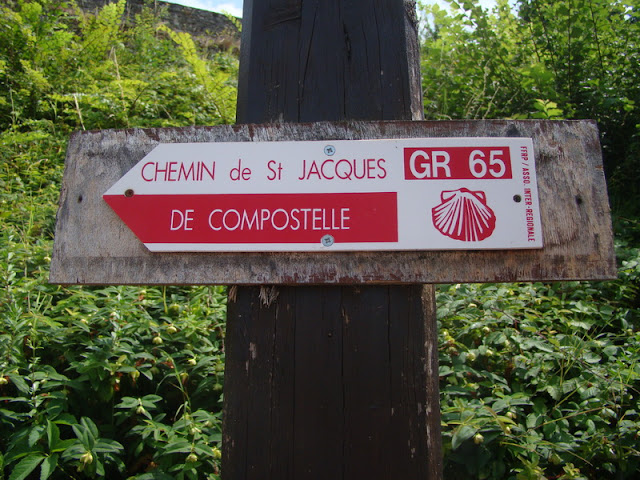 CHEMIN de St JACQUES
DE COMPOSTELLE
GR 65
FFRP / ASSO. INTER-REGIONALE